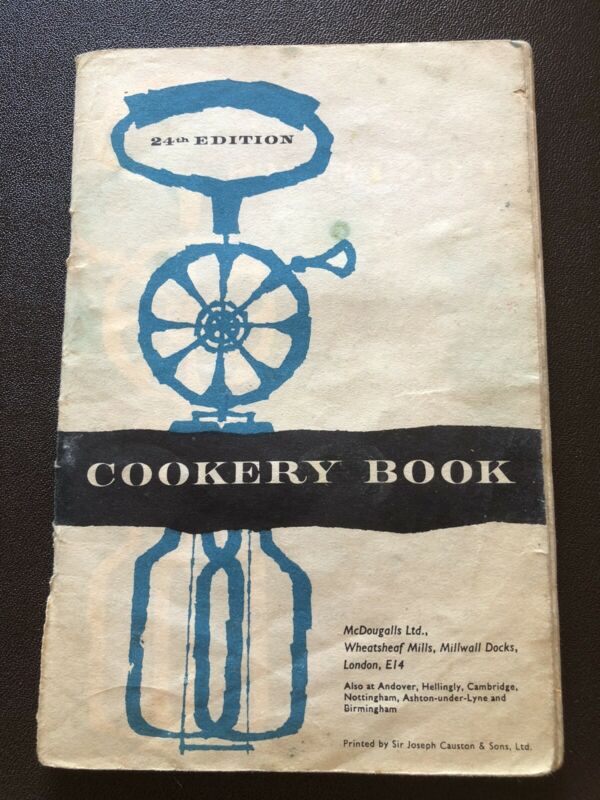 24th EDITION
COOKERY BOOK
McDougalls Ltd.,
Wheatsheaf Mills, Millwall Docks,
London, E14
Also at Andover, Hellingly, Cambridge,
Nottingham, Ashton-under-Lyne and
Birmingham
Printed by Sir Joseph Causton & Sons, Ltd.